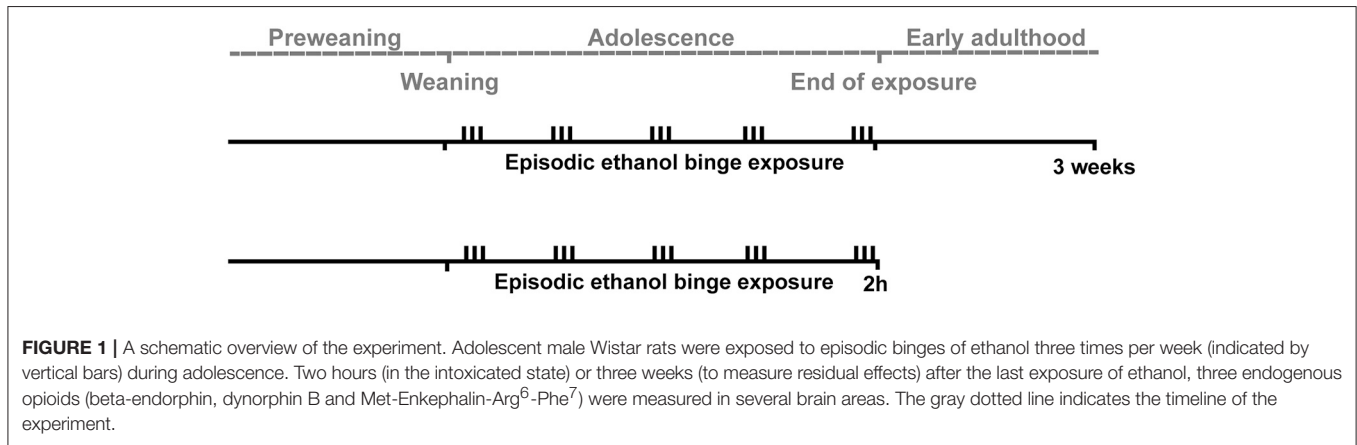 Preweaning Adolescence Early adulthood
Weaning End of exposure
Episodic ethanol binge exposure
3 weeks
Episodic ethanol binge exposure 2h
FIGURE 1 | A schematic overview of the experiment. Adolescent male Wistar rats were exposed to episodic binges of ethanol three times per week (indicated by
vertical bars) during adolescence. Two hours (in the intoxicated state) or three weeks (to measure residual effects) after the last exposure of ethanol, three endogenous
opioids (beta-endorphin, dynorphin B and Met-Enkephalin-Arg⁶-Phe⁷) were measured in several brain areas. The gray dotted line indicates the timeline of the
experiment.